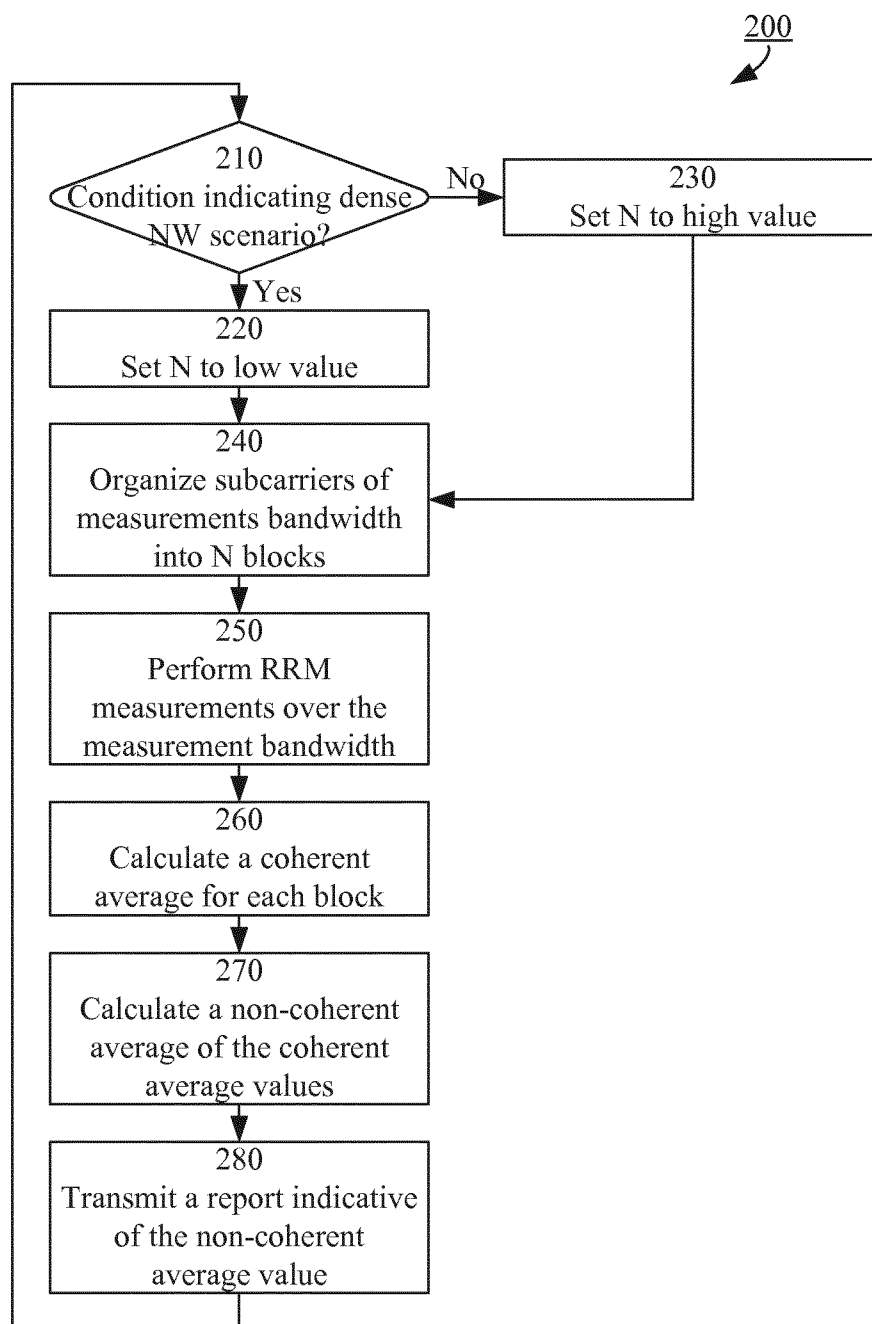 200
210
Condition indicating dense
NW scenario?
No
230
Set N to high value
Yes
220
Set N to low value
240
Organize subcarriers of
measurements bandwidth
into N blocks
250
Perform RRM
measurements over the
measurement bandwidth
260
Calculate a coherent
average for each block
270
Calculate a non-coherent
average of the coherent
average values
280
Transmit a report indicative
of the non-coherent
average value